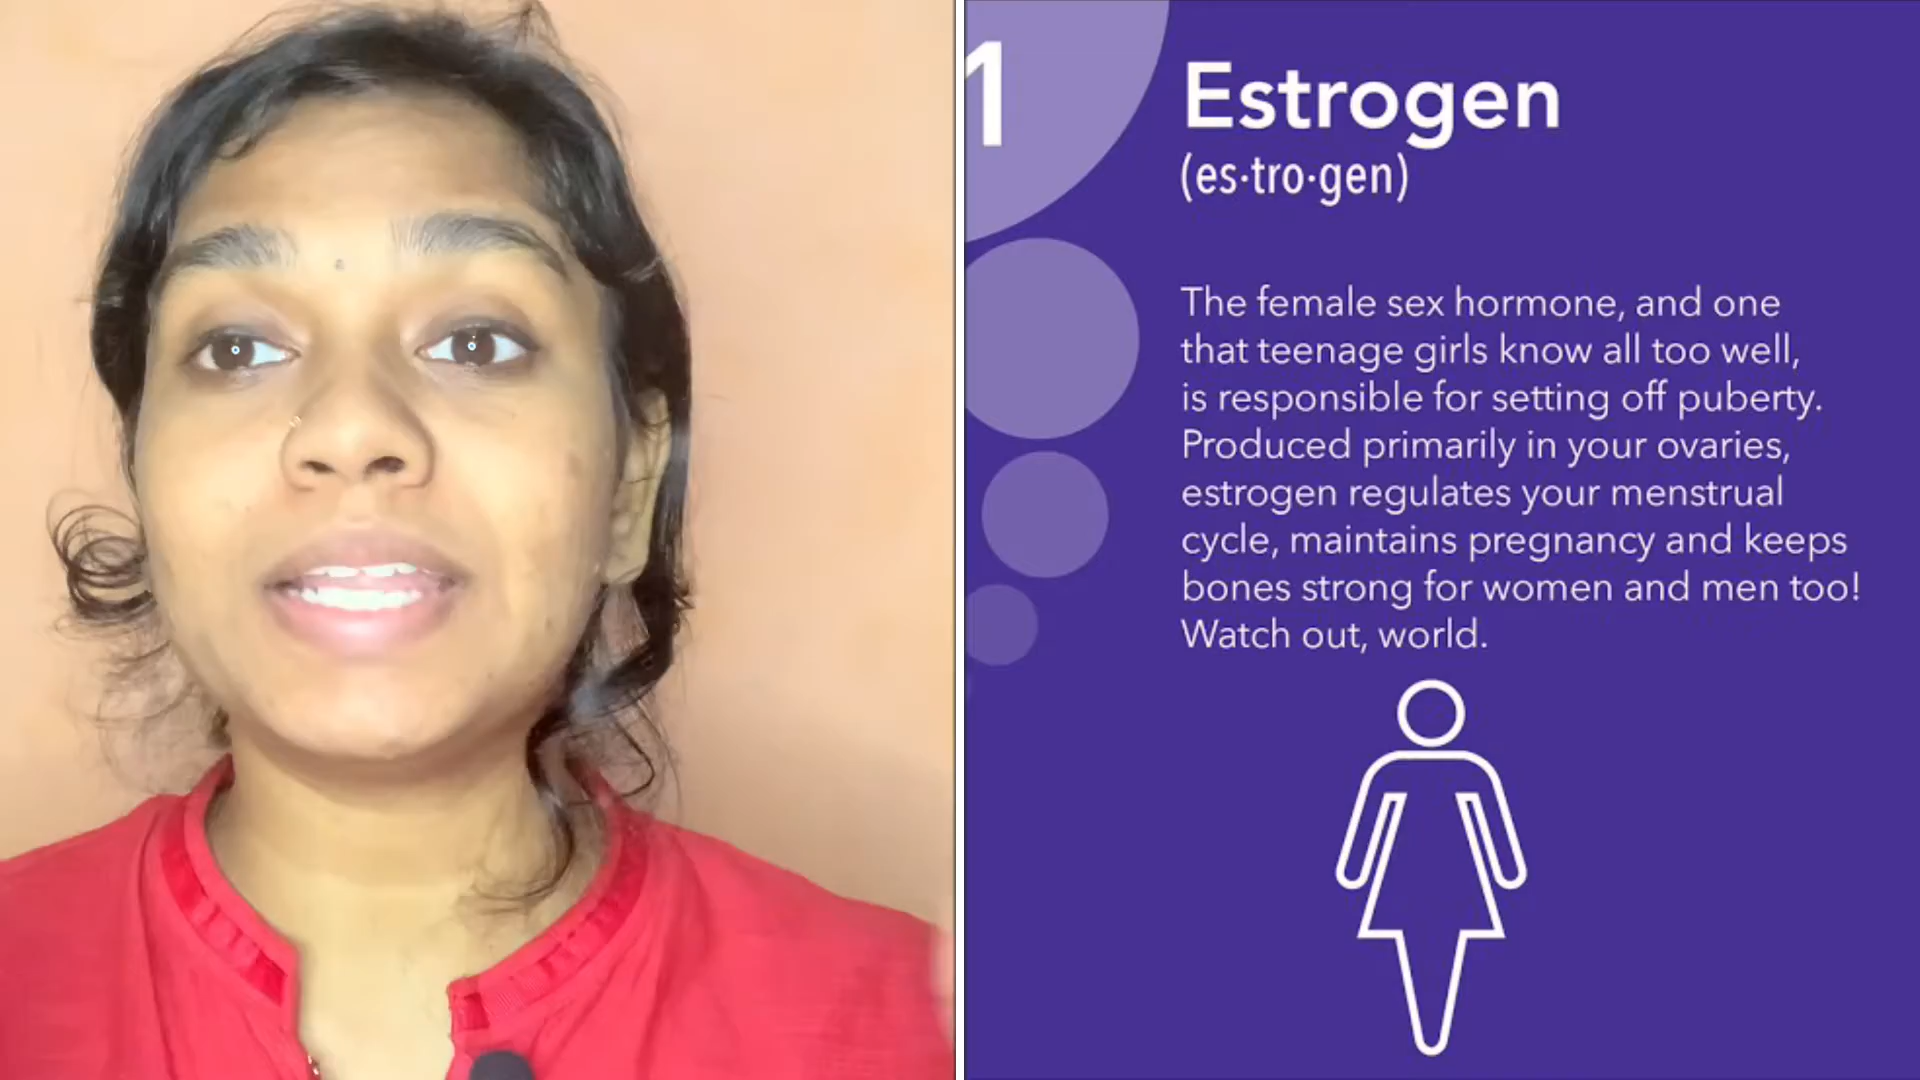 1
Estrogen
(es·tro·gen)
The female sex hormone, and one
that teenage girls know all too well,
is responsible for setting off puberty.
Produced primarily in your ovaries,
estrogen regulates your menstrual
cycle, maintains pregnancy and keeps
bones strong for women and men too!
Watch out, world.